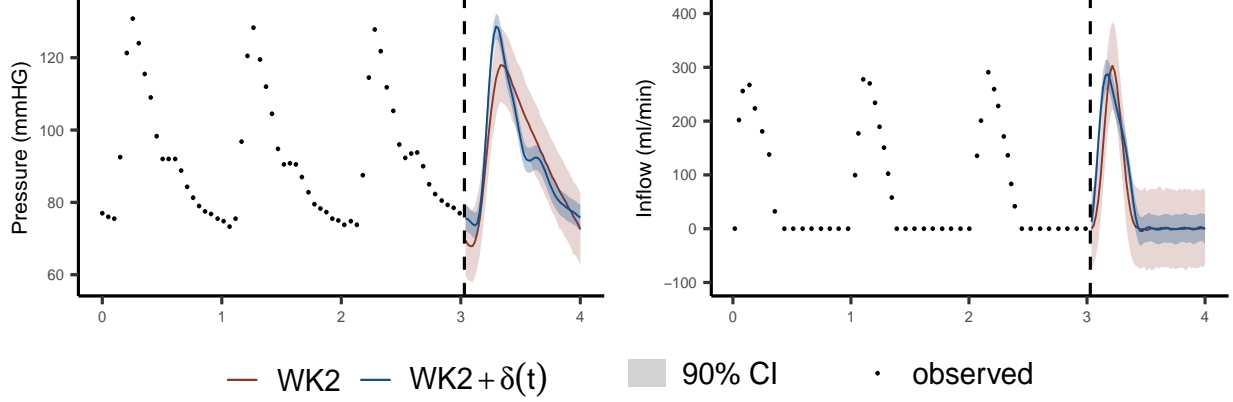 Pressure (mmHG)
120
100
80
60
0 1 2 3 4
Inflow (ml/min)
400
300
200
100
0
−100
0 1 2 3 4
WK2 WK2 + δ(t) 90% CI observed